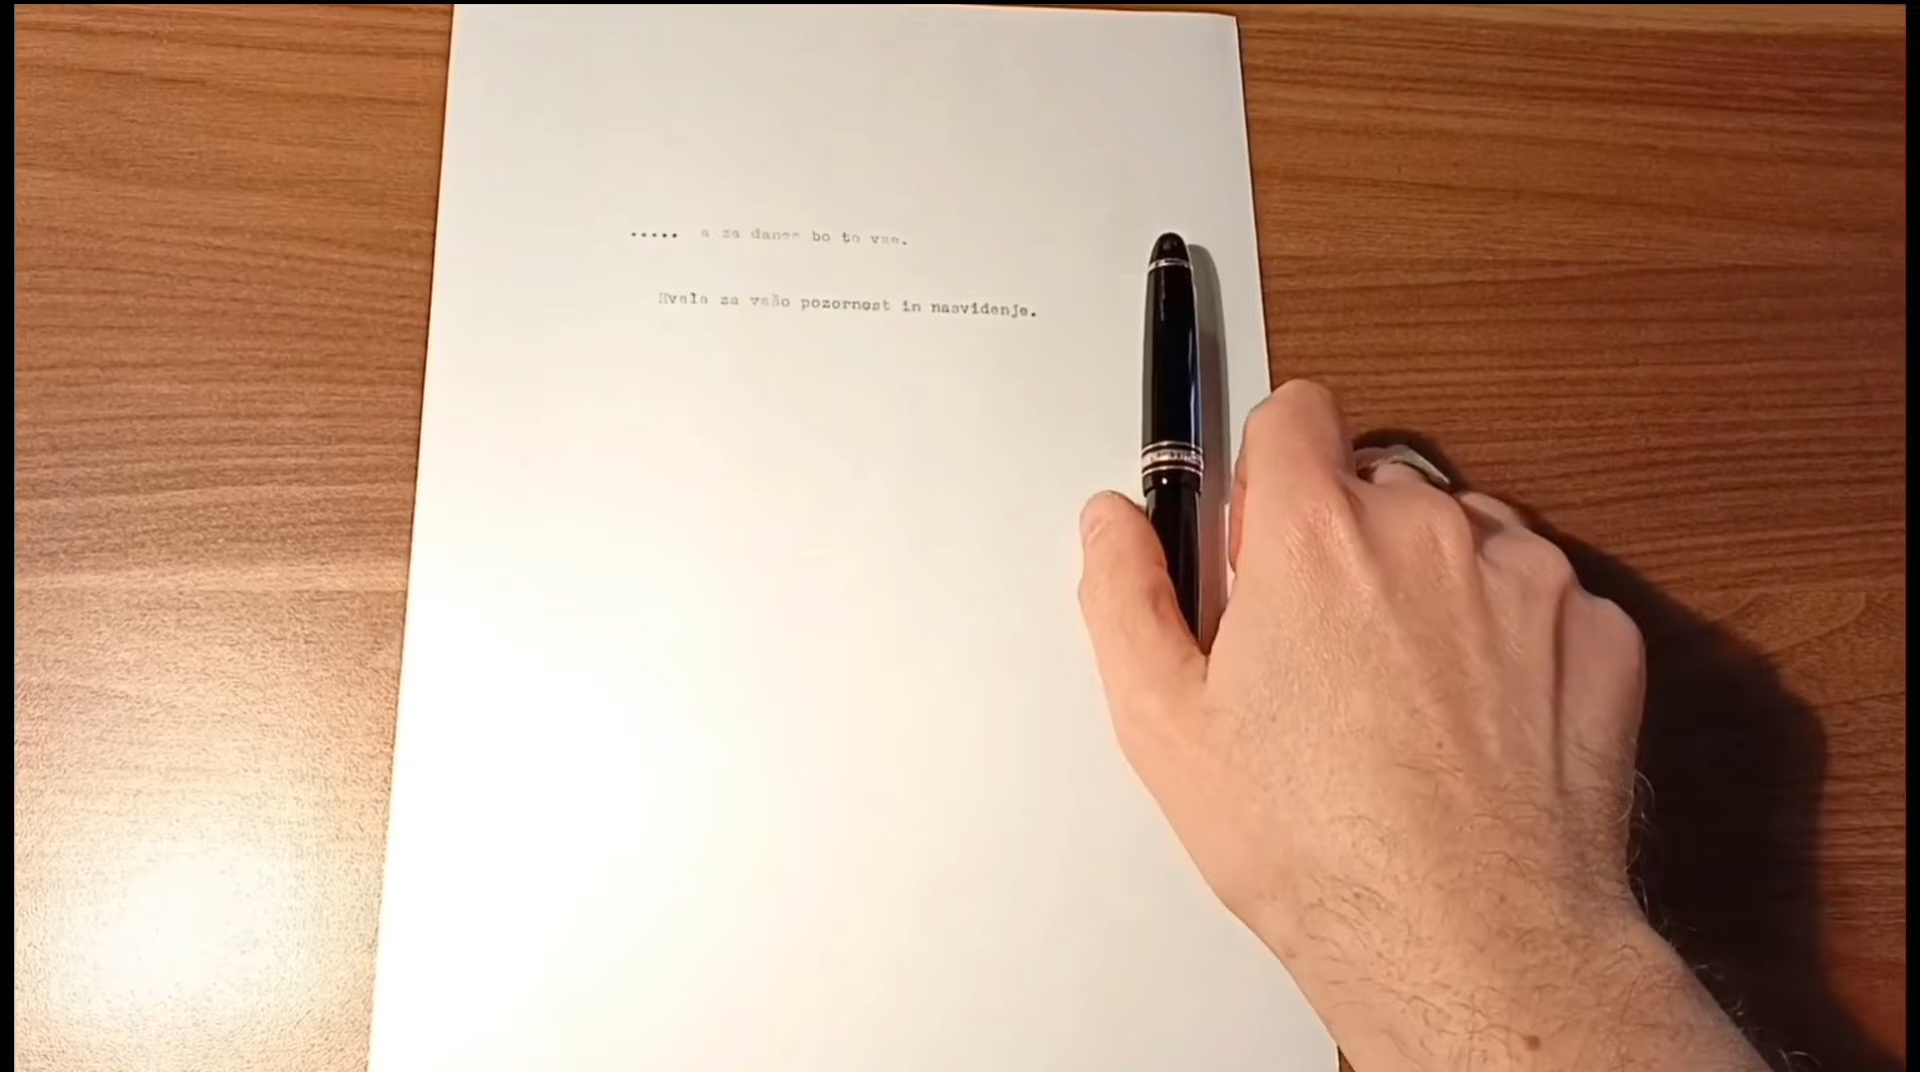 ..... a za danes bo to vse.
Hvala za vašo pozornost in nasvidenje.